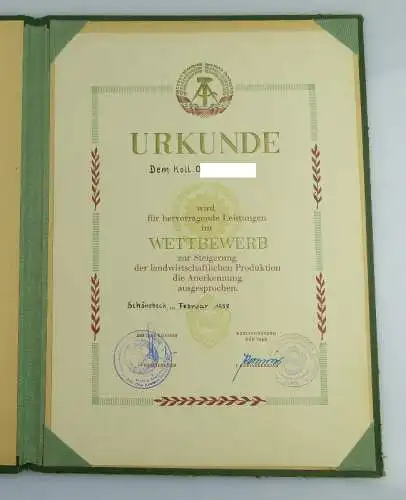 URKUNDE
Dem Koll. O
wird
für hervorragende Leistungen
im
WETTBEWERB
zur Steigerung
der landwirtschaftlichen Produktion
die Anerkennung
ausgesprochen.
Schönebeck, im Februar